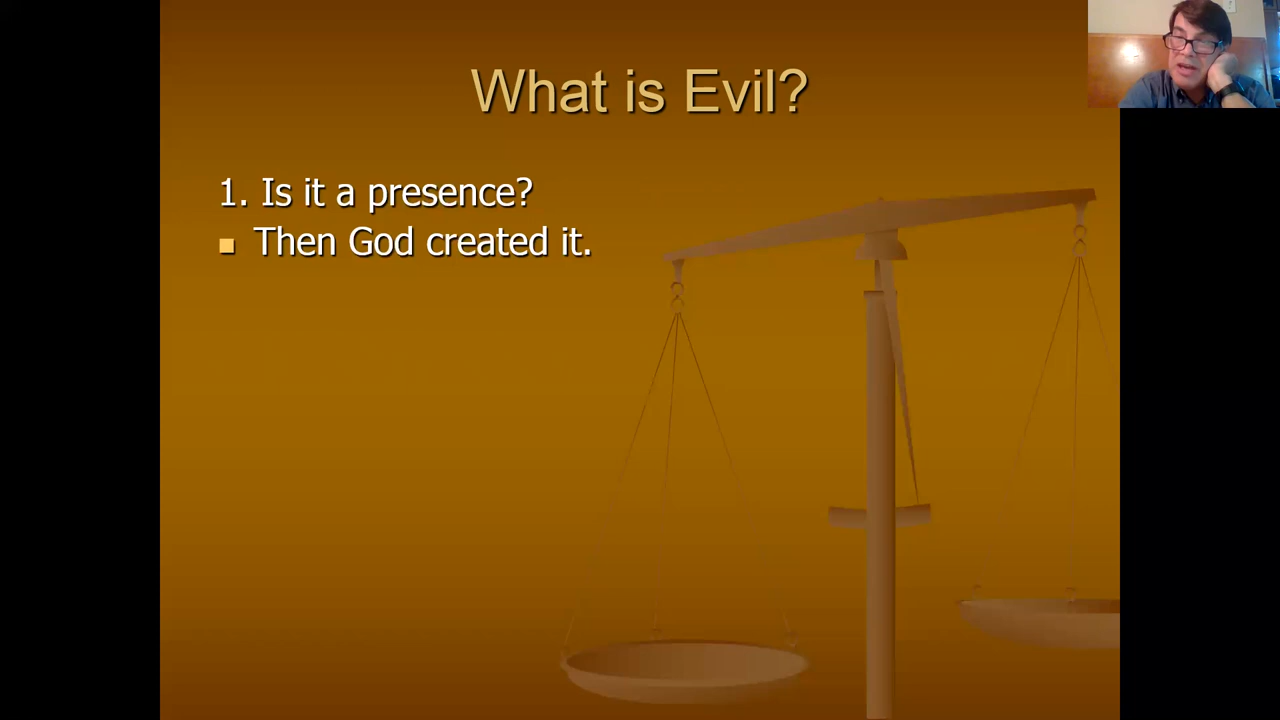 What is Evil?
1. Is it a presence?
Then God created it.